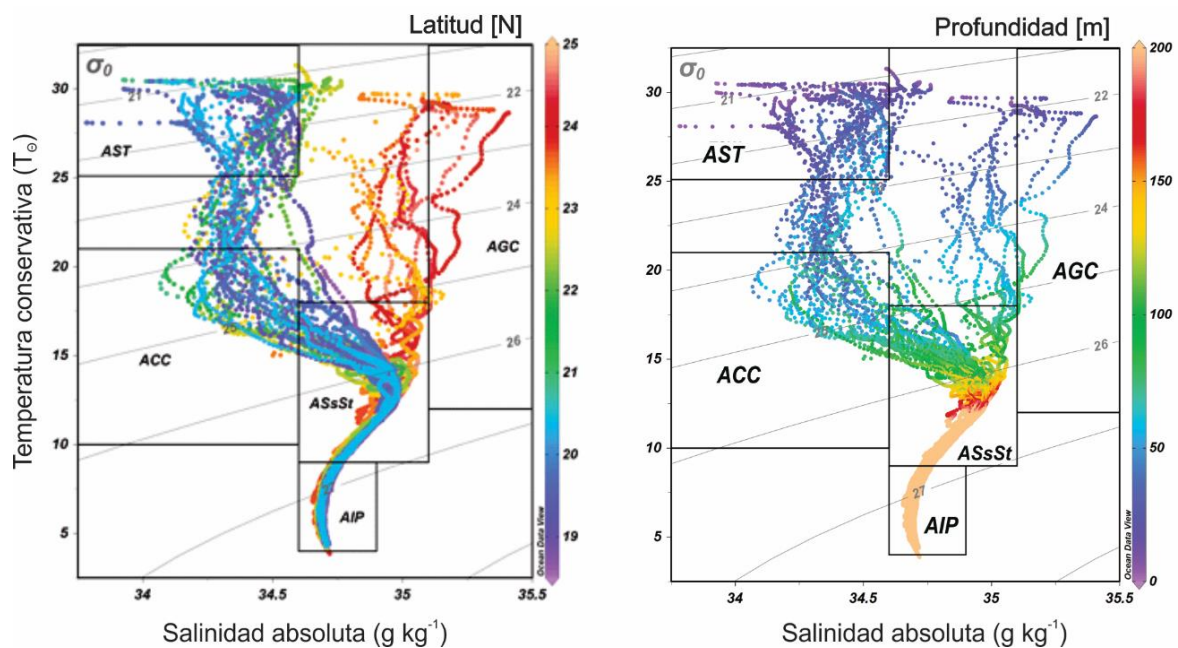 Latitud [N]
σ0
30
25
20
15
10
5
21
22
24
26
25
27
AST
AGC
ACC
ASsSt
AIP
34
34.5
35
35.5
25
24
23
22
21
20
19
Ocean Data View
Temperatura conservativa (TΘ)
Salinidad absoluta (g kg-1)
Profundidad [m]
σ0
30
25
20
15
10
5
21
22
24
26
27
AST
AGC
ACC
ASsSt
AIP
34
34.5
35
35.5
200
150
100
50
0
Ocean Data View
Salinidad absoluta (g kg-1)